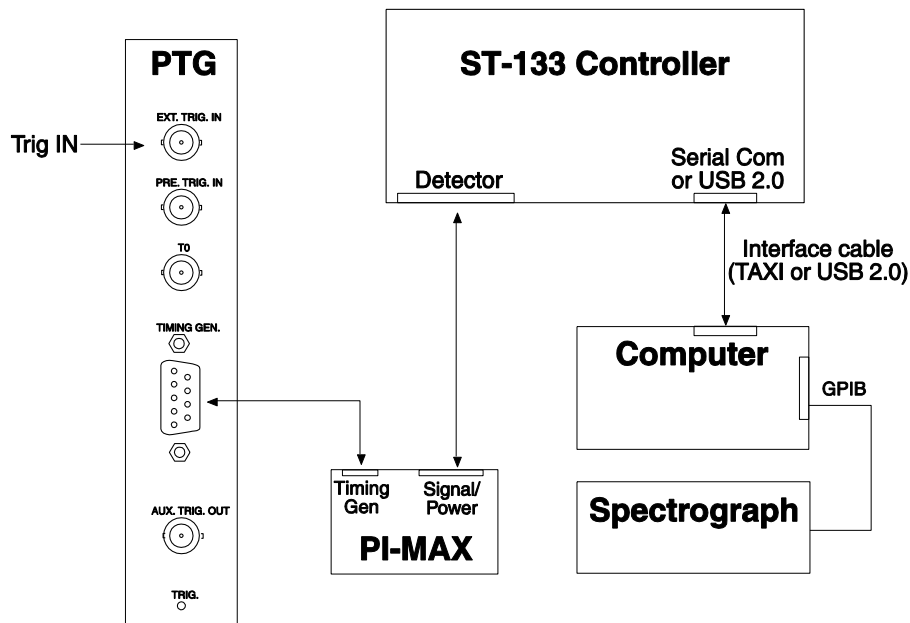 PTG
EXT. TRIG. IN
Trig IN
PRE. TRIG. IN
T0
TIMING GEN.
AUX. TRIG. OUT
TRIG.
ST-133 Controller
Detector
Serial Com
or USB 2.0
Interface cable
(TAXI or USB 2.0)
Computer
GPIB
Timing
Gen
Signal/
Power
PI-MAX
Spectrograph